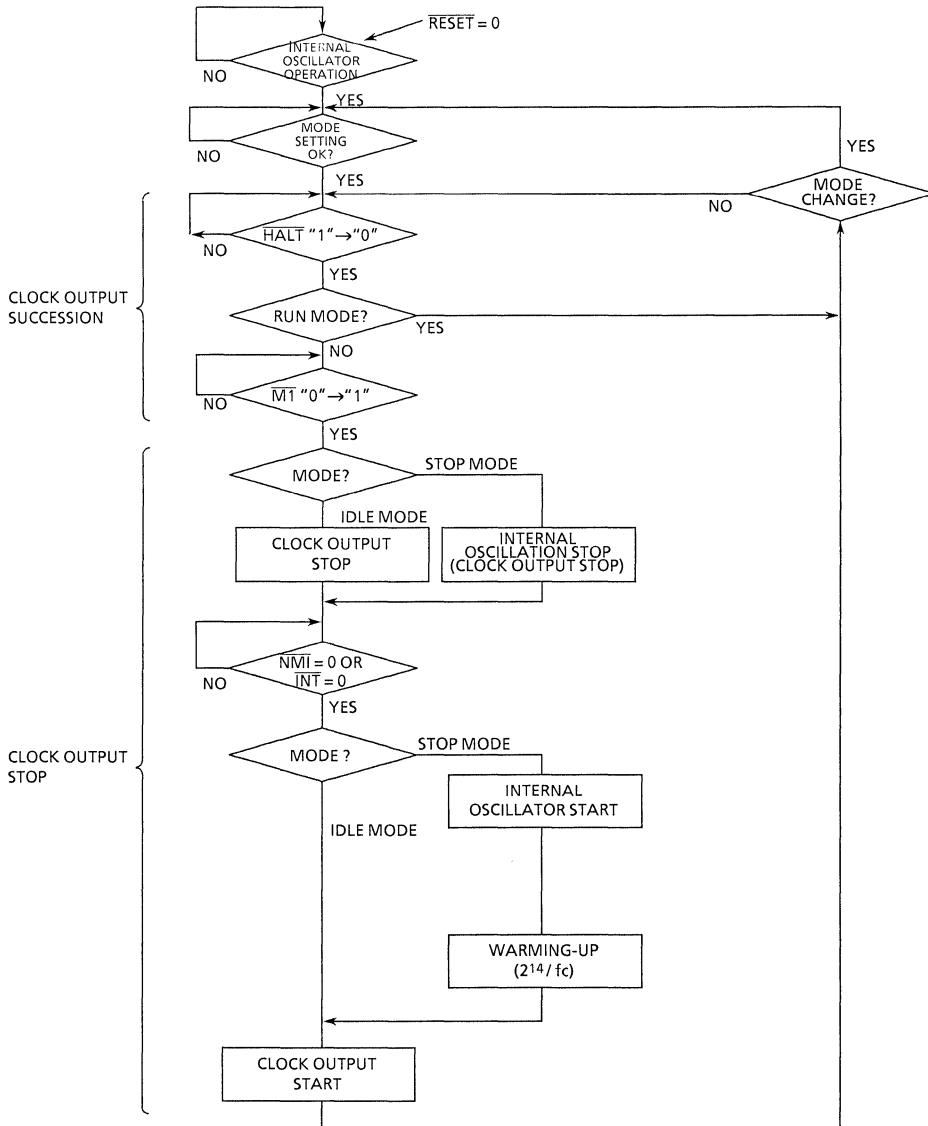 RESET = 0
INTERNAL
OSCILLATOR
OPERATION
NO
YES
MODE
SETTING
OK?
NO
YES
YES
MODE
CHANGE?
NO
HALT "1"→"0"
NO
YES
CLOCK OUTPUT
SUCCESSION
RUN MODE?
YES
NO
M1 "0"→"1"
NO
YES
MODE?
STOP MODE
IDLE MODE
CLOCK OUTPUT
STOP
INTERNAL
OSCILLATION STOP
(CLOCK OUTPUT STOP)
NMI = 0 OR
INT = 0
NO
YES
CLOCK OUTPUT
STOP
MODE ?
STOP MODE
INTERNAL
OSCILLATOR START
IDLE MODE
WARMING-UP
(2¹⁴/ fc)
CLOCK OUTPUT
START